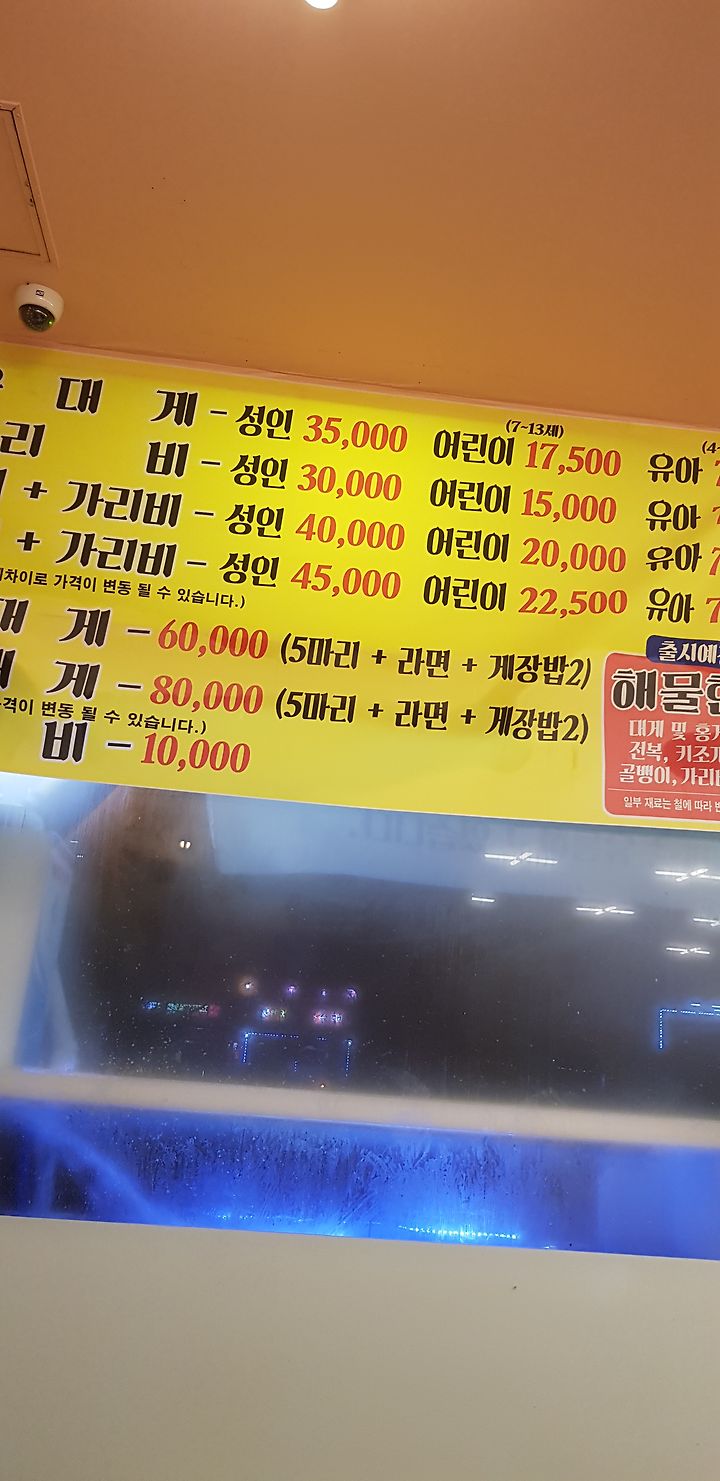 대 게 - 성인 35,000 어린이 (7~13세) 17,500 유아
리 비 - 성인 30,000 어린이 15,000 유아
+ 가리비 - 성인 40,000 어린이 20,000 유아
+ 가리비 - 성인 45,000 어린이 22,500 유아
차이로 가격이 변동 될 수 있습니다.)
게 - 60,000 (5마리 + 라면 + 게장밥2)
게 - 80,000 (5마리 + 라면 + 게장밥2)
가격이 변동 될 수 있습니다.)
비 - 10,000
출시예
해물
대게 및 홍게
전복, 키조개
골뱅이, 가리비
일부 재료는 철에 따라